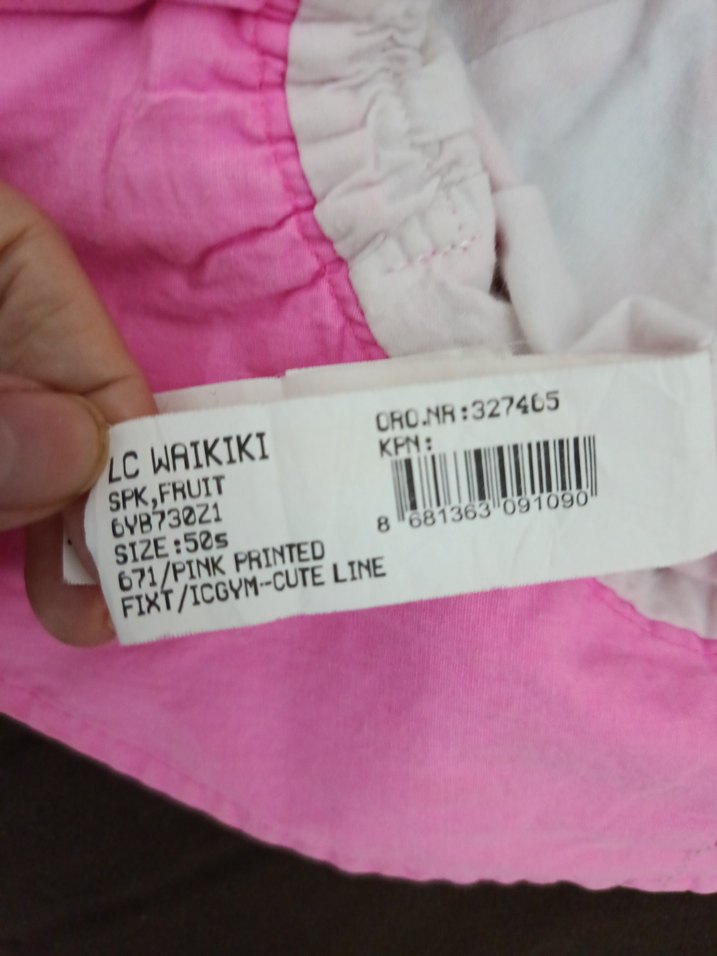 LC WAIKIKI
SPK,FRUIT
6YB730Z1
SIZE:50s
671/PINK PRINTED
FIXT/ICGYM-CUTE LINE
ORD.NR:327465
KPN:
8 681363 091090